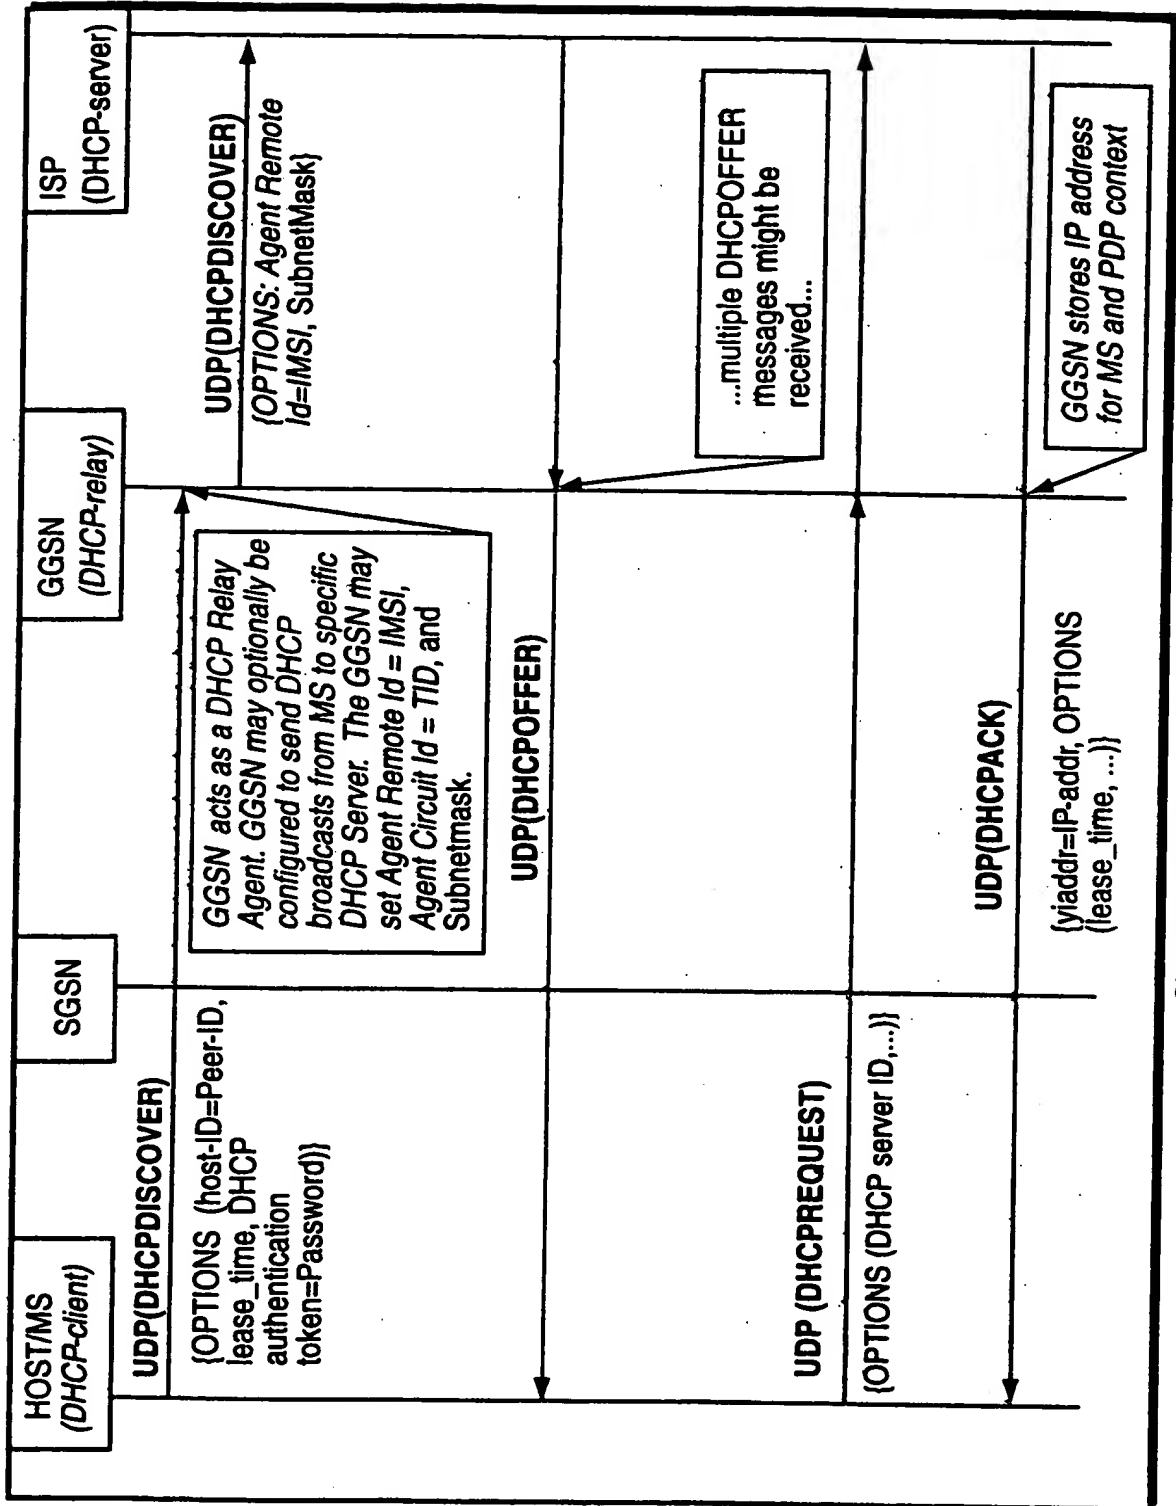 HOST/MS
(DHCP-client)
SGSN
GGSN
(DHCP-relay)
ISP
(DHCP-server)
UDP(DHCPDISCOVER)
{OPTIONS (host-ID=Peer-ID,
lease_time, DHCP
authentication
token=Password)}
GGSN acts as a DHCP Relay
Agent. GGSN may optionally be
configured to send DHCP
broadcasts from MS to specific
DHCP Server. The GGSN may
set Agent Remote Id = IMSI,
Agent Circuit Id = TID, and
Subnetmask.
UDP(DHCPDISCOVER)
{OPTIONS: Agent Remote
Id=IMSI, SubnetMask}
UDP(DHCPOFFER)
...multiple DHCPOFFER
messages might be
received...
UDP (DHCPREQUEST)
{OPTIONS (DHCP server ID,...)}
UDP(DHCPACK)
{yiaddr=IP-addr, OPTIONS
(lease_time, ...)}
GGSN stores IP address
for MS and PDP context